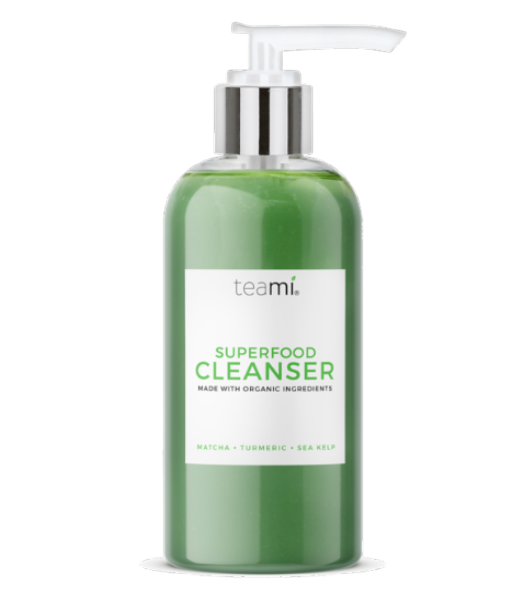 teami®
SUPERFOOD
CLEANSER
MADE WITH ORGANIC INGREDIENTS
MATCHA • TURMERIC • SEA KELP